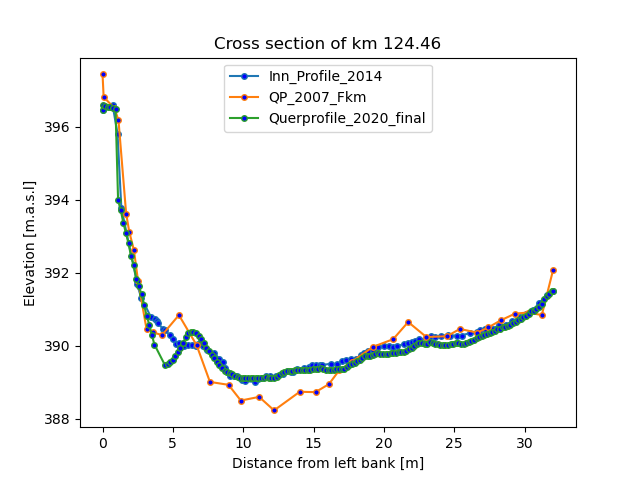 Cross section of km 124.46
Inn_Profile_2014
QP_2007_Fkm
Querprofile_2020_final
396
394
392
390
388
Elevation [m.a.s.l]
0 5 10 15 20 25 30
Distance from left bank [m]